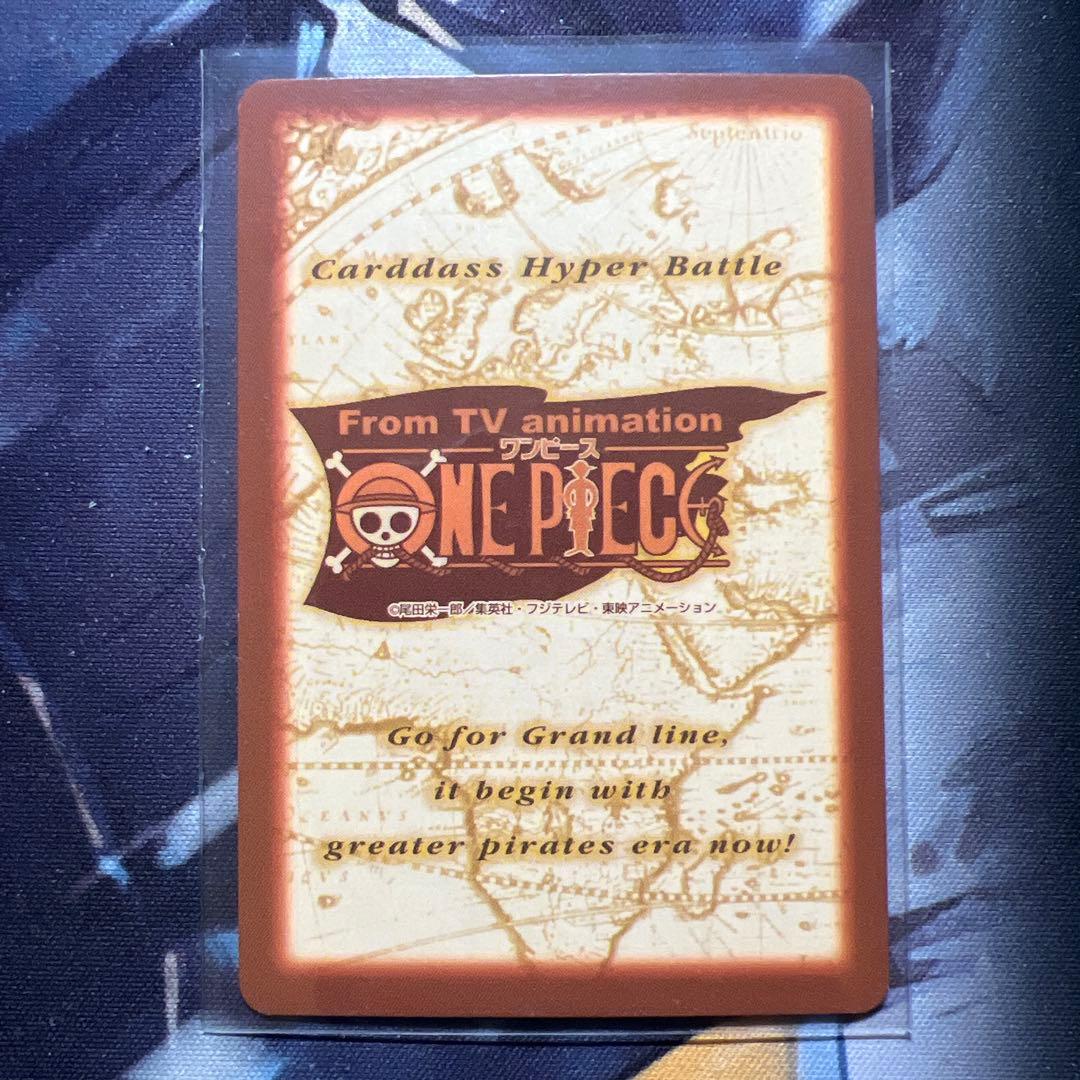 Septentrio
Carddass Hyper Battle
From TV animation
ワンピース
ONE PIECE
©尾田栄一郎／集英社・フジテレビ・東映アニメーション
Go for Grand line,
it begin with
greater pirates era now!